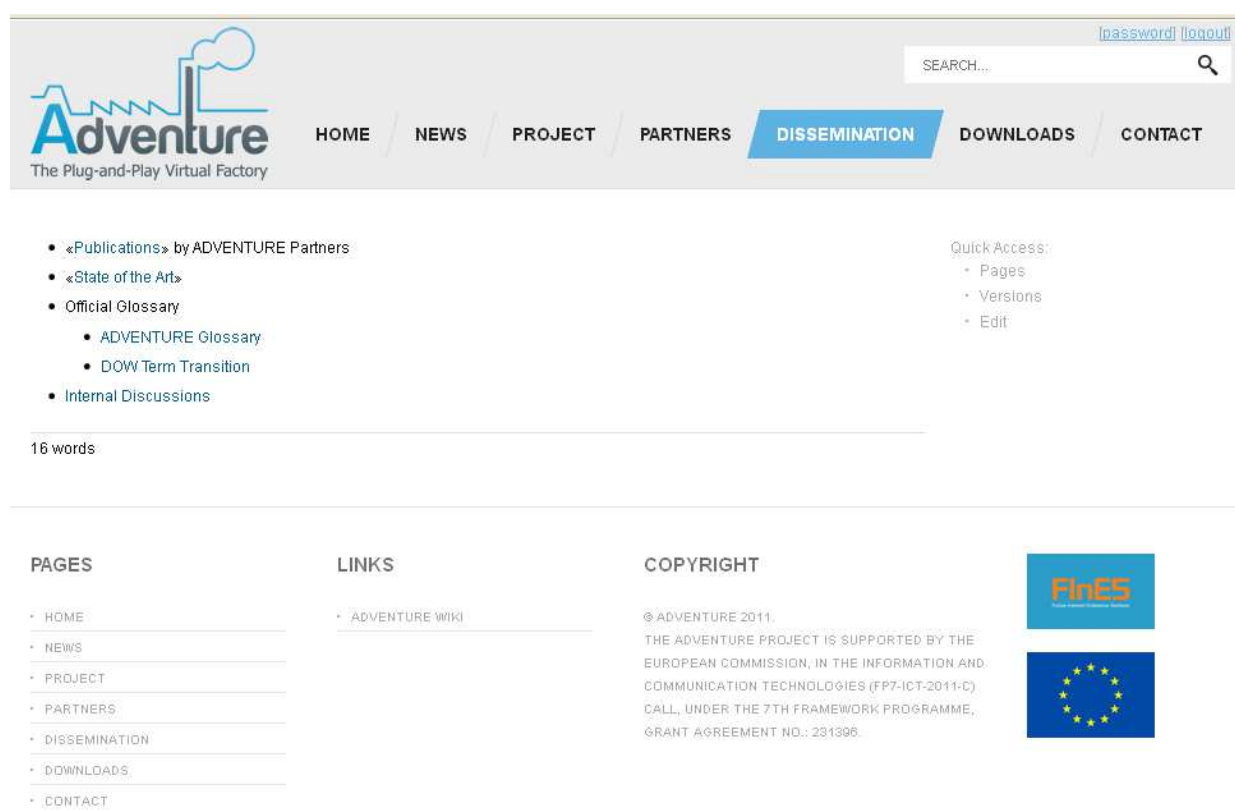 [password] [logout]
SEARCH...
Adventure
The Plug-and-Play Virtual Factory
HOME NEWS PROJECT PARTNERS DISSEMINATION DOWNLOADS CONTACT
• «Publications» by ADVENTURE Partners
• «State of the Art»
• Official Glossary
• ADVENTURE Glossary
• DOW Term Transition
• Internal Discussions
16 words
Quick Access:
• Pages
• Versions
• Edit
PAGES
• HOME
• NEWS
• PROJECT
• PARTNERS
• DISSEMINATION
• DOWNLOADS
• CONTACT
LINKS
• ADVENTURE WIKI
COPYRIGHT
© ADVENTURE 2011.
THE ADVENTURE PROJECT IS SUPPORTED BY THE
EUROPEAN COMMISSION, IN THE INFORMATION AND
COMMUNICATION TECHNOLOGIES (FP7-ICT-2011-C)
CALL, UNDER THE 7TH FRAMEWORK PROGRAMME,
GRANT AGREEMENT NO.: 231396.
FInES